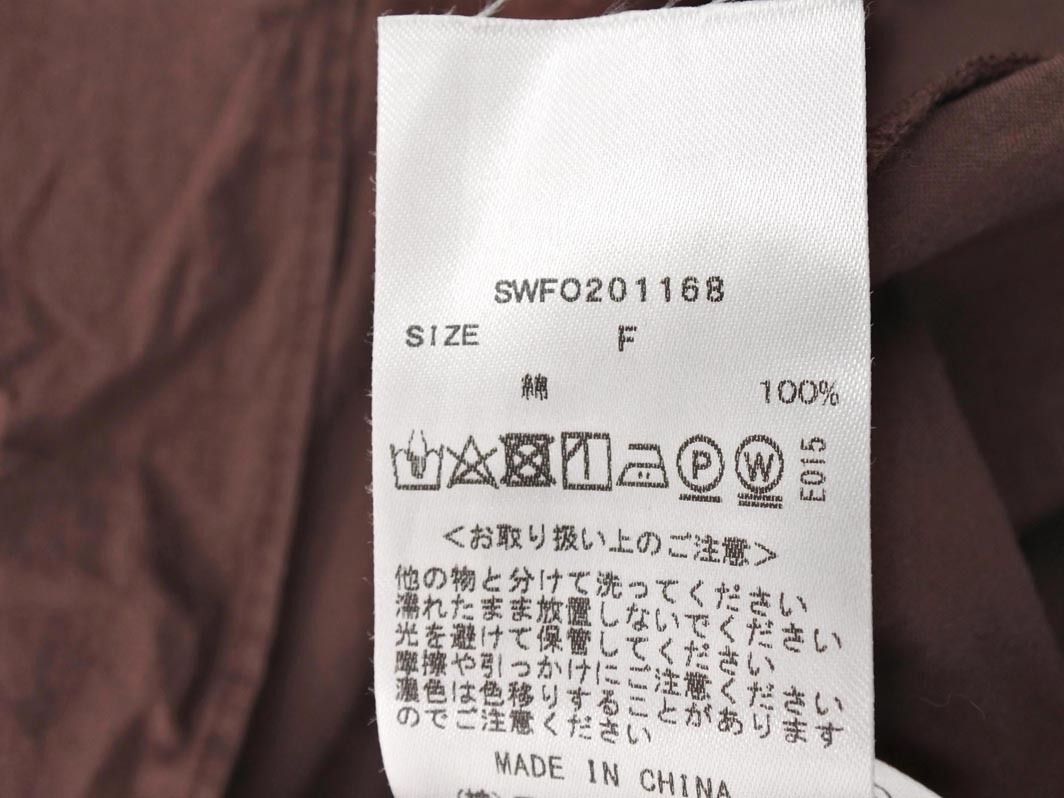 SWFO201168
SIZE F
綿 100%
P W E015
<お取り扱い上のご注意>
他の物と分けて洗ってください
濡れたまま放置しないでください
光を避けて保管してください
摩擦や引っかけにご注意ください
濃色は色移りすることがあります
のでご注意ください
MADE IN CHINA